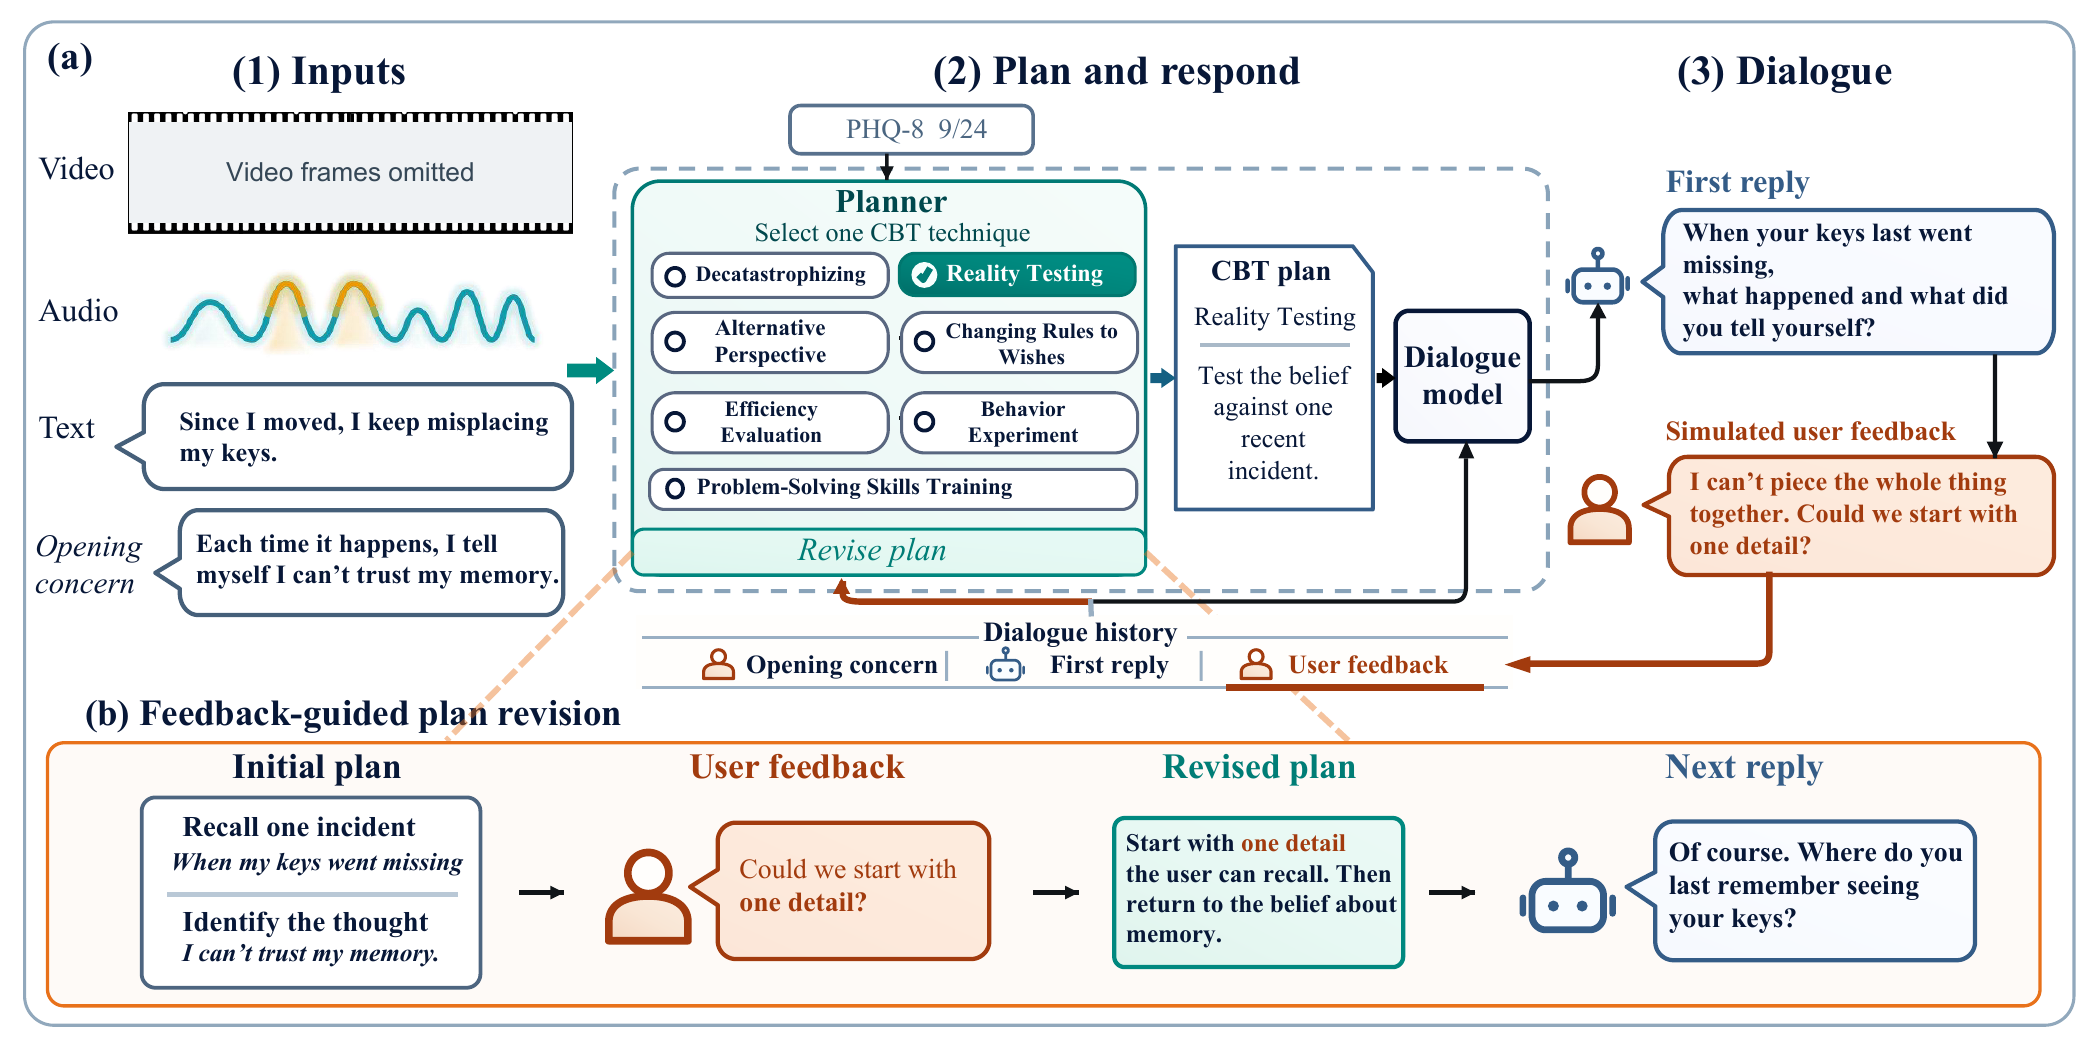 (a)
(1) Inputs
(2) Plan and respond
(3) Dialogue
Video
Video frames omitted
Audio
Text
Since I moved, I keep misplacing
my keys.
Opening
concern
Each time it happens, I tell
myself I can't trust my memory.
PHQ-8 9/24
Planner
Select one CBT technique
Decatastrophizing
Reality Testing
Alternative
Perspective
Changing Rules to
Wishes
Efficiency
Evaluation
Behavior
Experiment
Problem-Solving Skills Training
Revise plan
CBT plan
Reality Testing
Test the belief
against one
recent
incident.
Dialogue
model
First reply
When your keys last went
missing,
what happened and what did
you tell yourself?
Simulated user feedback
I can't piece the whole thing
together. Could we start with
one detail?
Dialogue history
Opening concern
First reply
User feedback
(b) Feedback-guided plan revision
Initial plan
Recall one incident
When my keys went missing
Identify the thought
I can't trust my memory.
User feedback
Could we start with
one detail?
Revised plan
Start with one detail
the user can recall. Then
return to the belief about
memory.
Next reply
Of course. Where do you
last remember seeing
your keys?